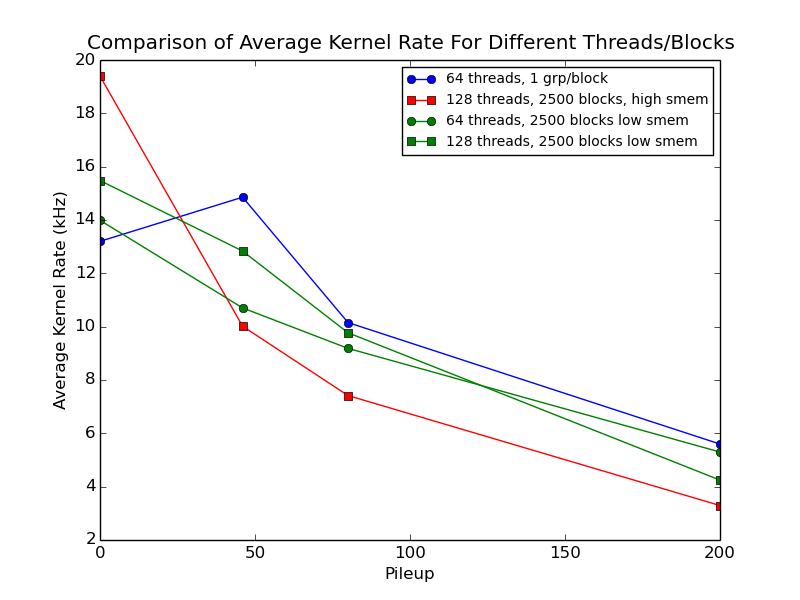 Comparison of Average Kernel Rate For Different Threads/Blocks
64 threads, 1 grp/block
128 threads, 2500 blocks, high smem
64 threads, 2500 blocks low smem
128 threads, 2500 blocks low smem
Average Kernel Rate (kHz)
20
18
16
14
12
10
8
6
4
2
0
50
100
150
200
Pileup